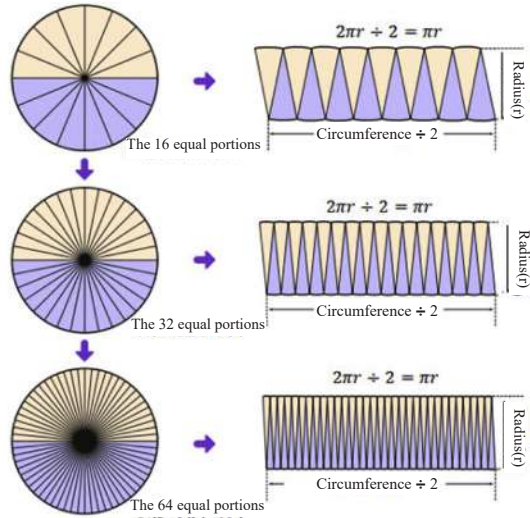 2πr ÷ 2 = πr
Radius(r)
Circumference ÷ 2
The 16 equal portions
2πr ÷ 2 = πr
Radius(r)
Circumference ÷ 2
The 32 equal portions
2πr ÷ 2 = πr
Radius(r)
Circumference ÷ 2
The 64 equal portions